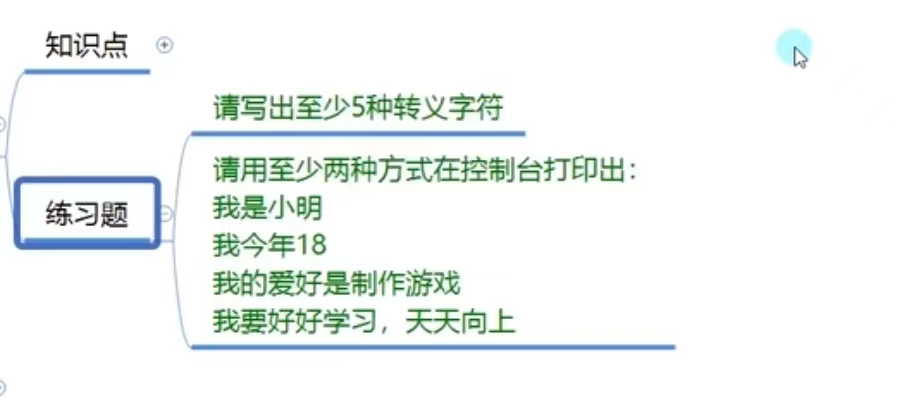 知识点
练习题
请写出至少5种转义字符
请用至少两种方式在控制台打印出：
我是小明
我今年18
我的爱好是制作游戏
我要好好学习，天天向上